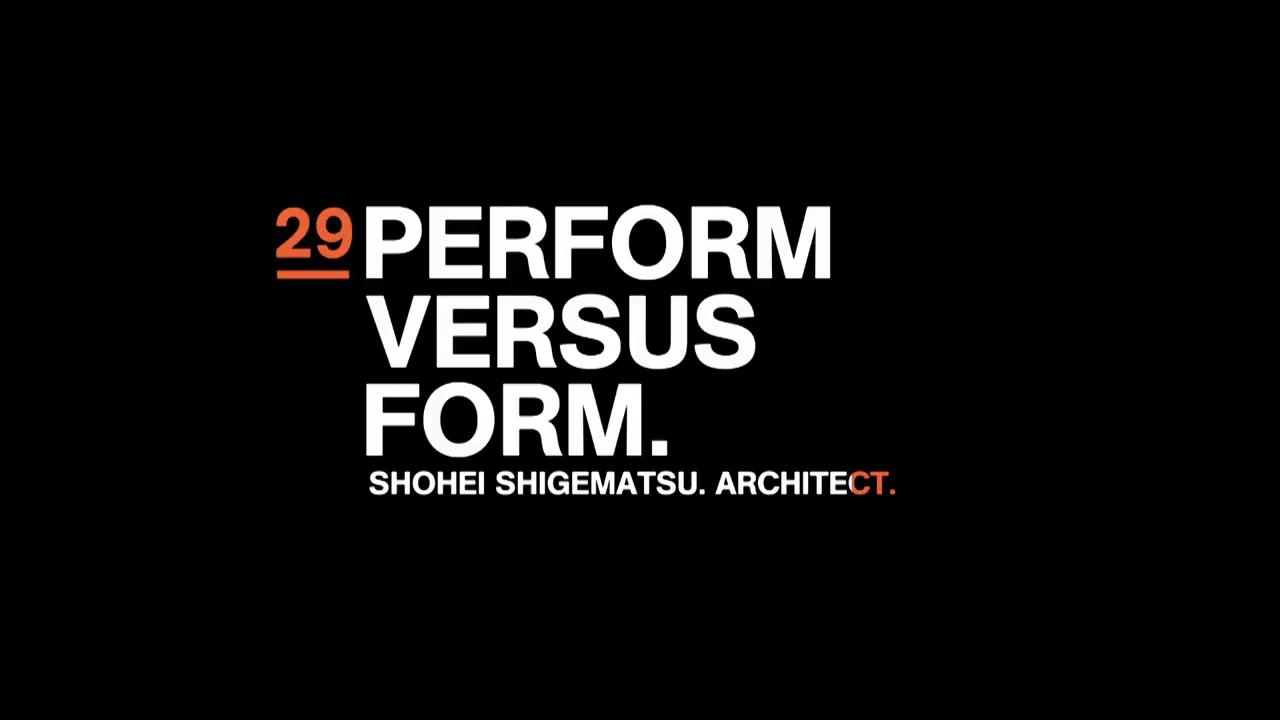 29 PERFORM
VERSUS
FORM.
SHOHEI SHIGEMATSU. ARCHITECT.